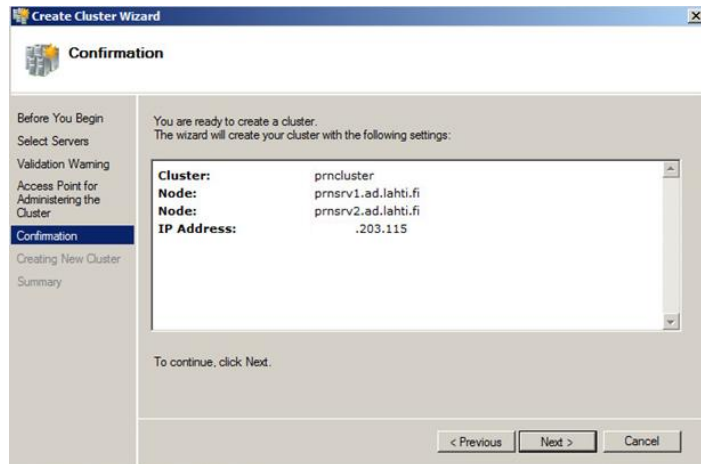 Create Cluster Wizard
Confirmation
Before You Begin
Select Servers
Validation Warning
Access Point for
Administering the
Cluster
Confirmation
Creating New Cluster
Summary
You are ready to create a cluster.
The wizard will create your cluster with the following settings:
Cluster: prncluster
Node: prnsrv1.ad.lahti.fi
Node: prnsrv2.ad.lahti.fi
IP Address: .203.115
To continue, click Next.
< Previous Next > Cancel